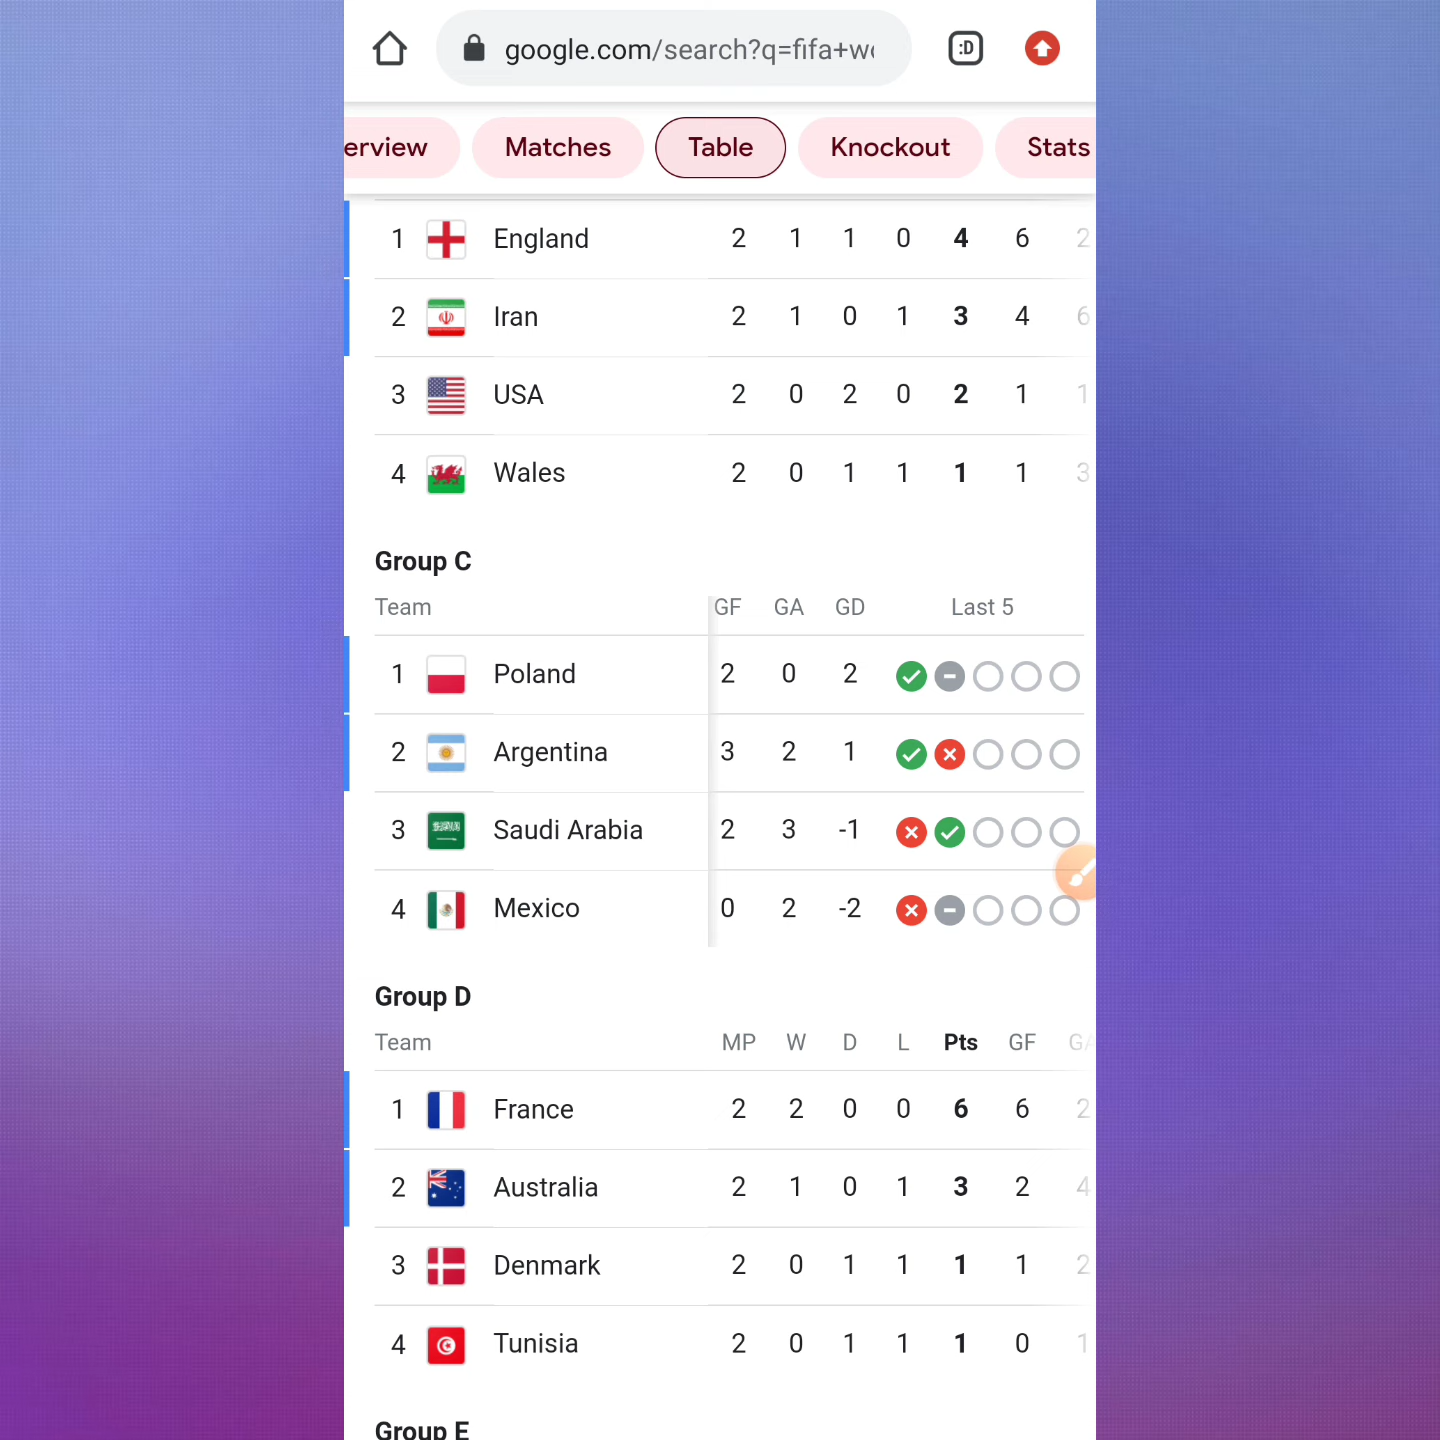 google.com/search?q=fifa+wo
:D
erview Matches Table Knockout Stats
1 England 2 1 1 0 4 6 2
2 Iran 2 1 0 1 3 4 6
3 USA 2 0 2 0 2 1 1
4 Wales 2 0 1 1 1 1 3
Group C
Team GF GA GD Last 5
1 Poland 2 0 2
2 Argentina 3 2 1
3 Saudi Arabia 2 3 -1
4 Mexico 0 2 -2
Group D
Team MP W D L Pts GF GA
1 France 2 2 0 0 6 6 2
2 Australia 2 1 0 1 3 2 4
3 Denmark 2 0 1 1 1 1 2
4 Tunisia 2 0 1 1 1 0 1
Group E